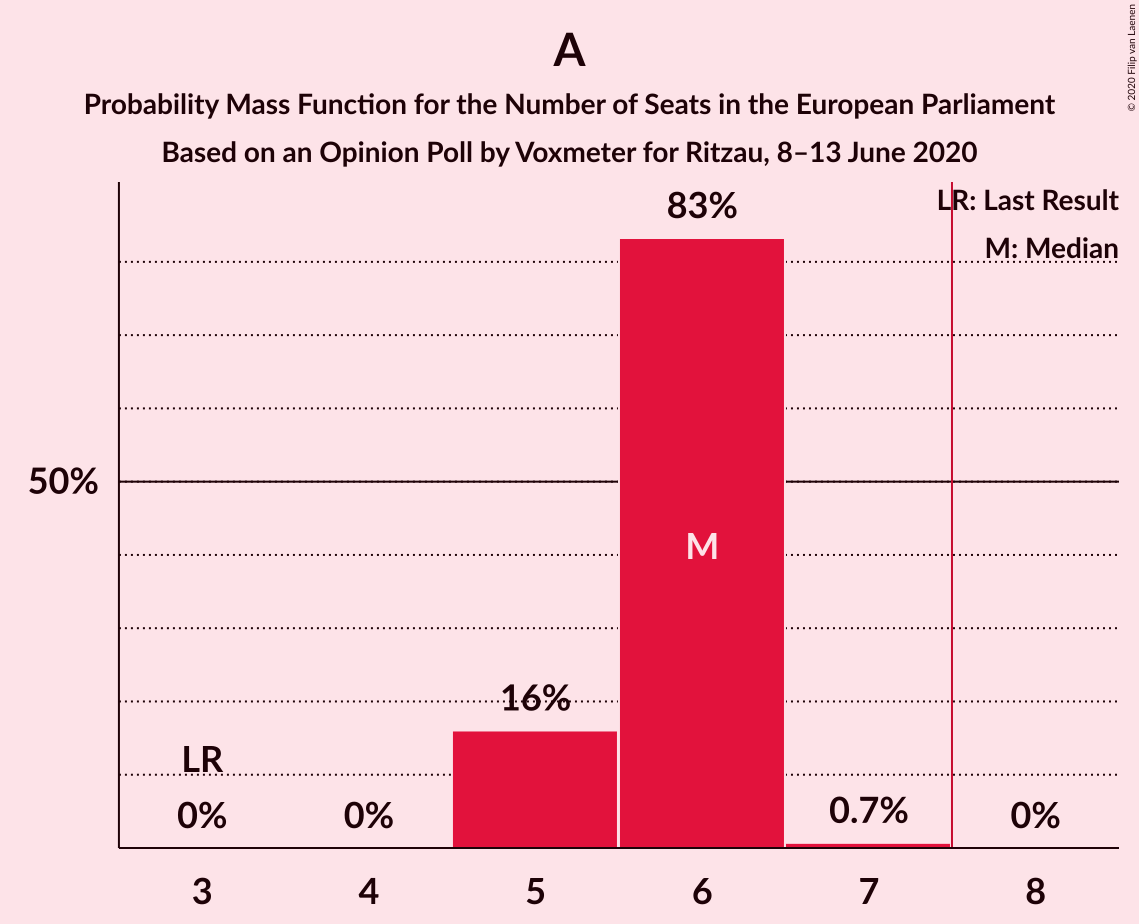 A
Probability Mass Function for the Number of Seats in the European Parliament
Based on an Opinion Poll by Voxmeter for Ritzau, 8–13 June 2020
© 2020 Filip van Laenen
LR: Last Result
M: Median
83%
50%
M
16%
LR
0%
0%
0.7%
0%
3
4
5
6
7
8